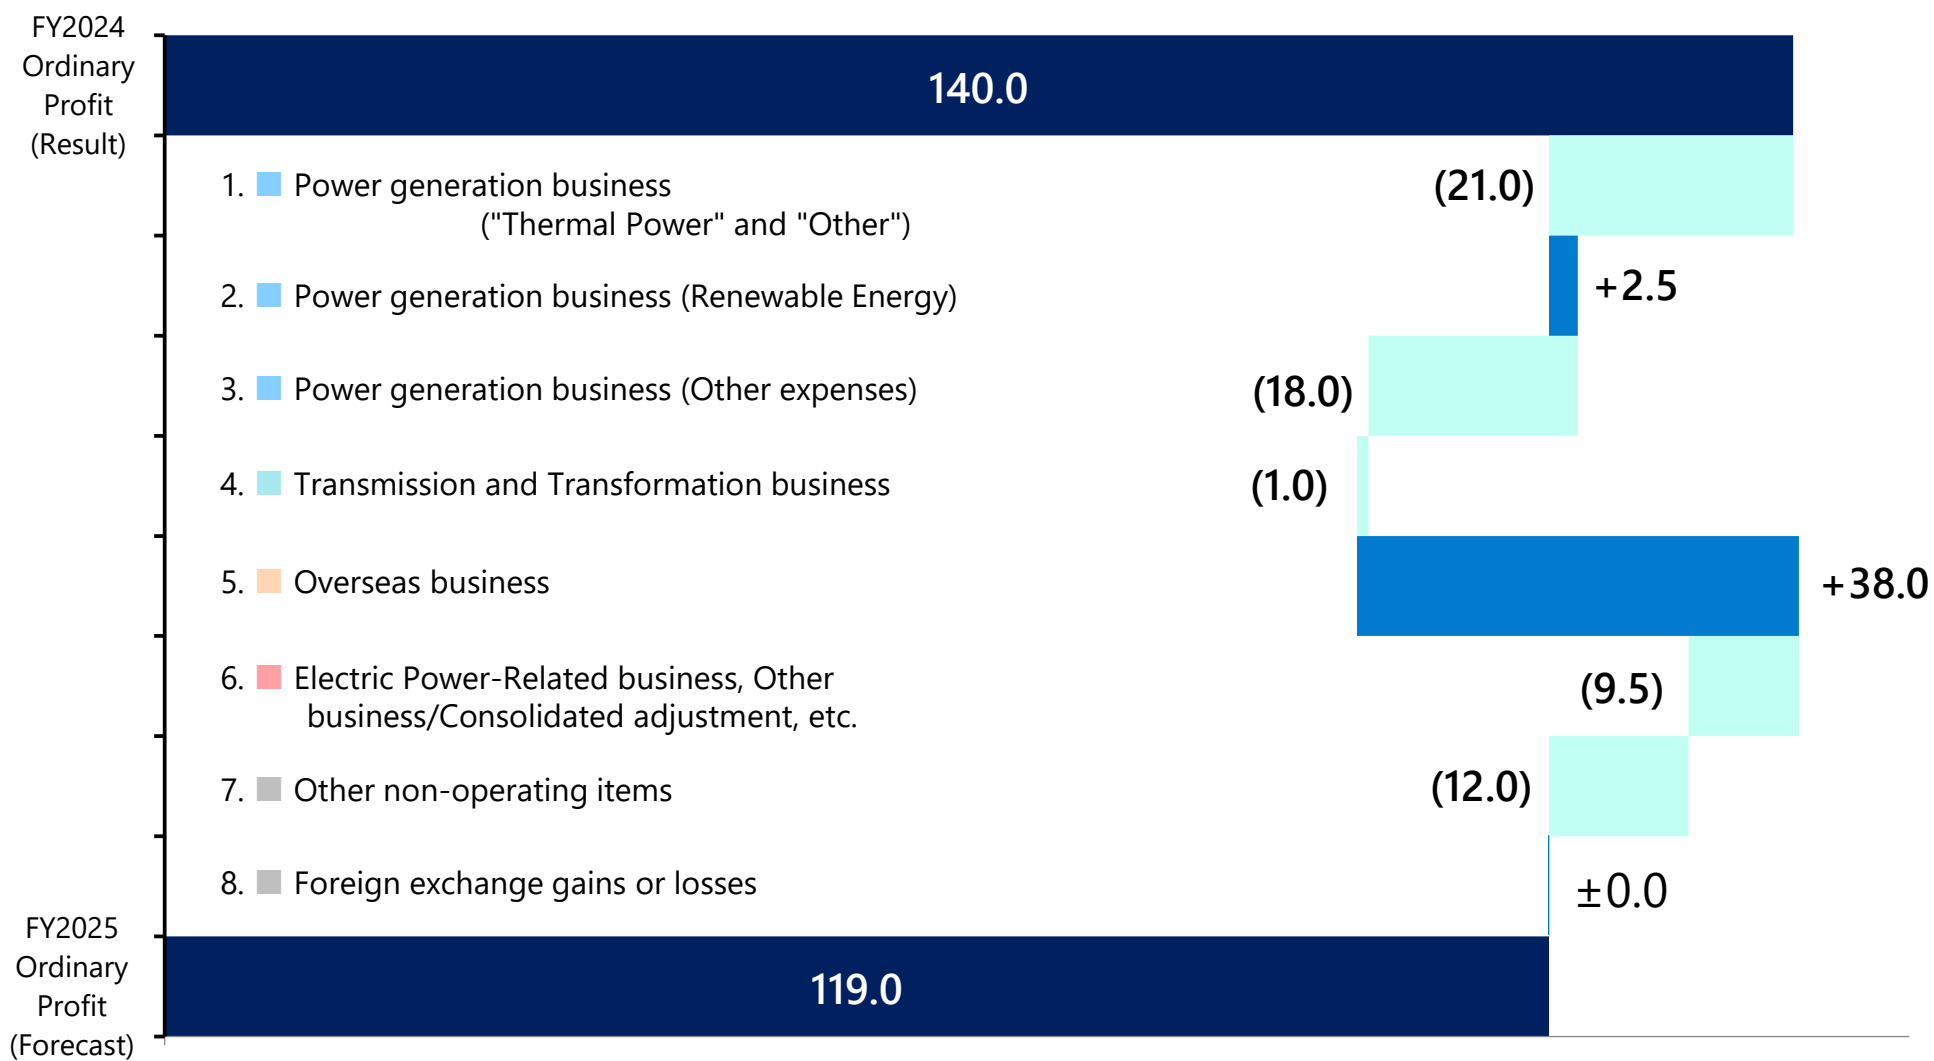 FY2024
Ordinary
Profit
(Result)
140.0
1. Power generation business
("Thermal Power" and "Other")
(21.0)
2. Power generation business (Renewable Energy)
+2.5
3. Power generation business (Other expenses)
(18.0)
4. Transmission and Transformation business
(1.0)
5. Overseas business
+38.0
6. Electric Power-Related business, Other
business/Consolidated adjustment, etc.
(9.5)
7. Other non-operating items
(12.0)
8. Foreign exchange gains or losses
±0.0
FY2025
Ordinary
Profit
(Forecast)
119.0